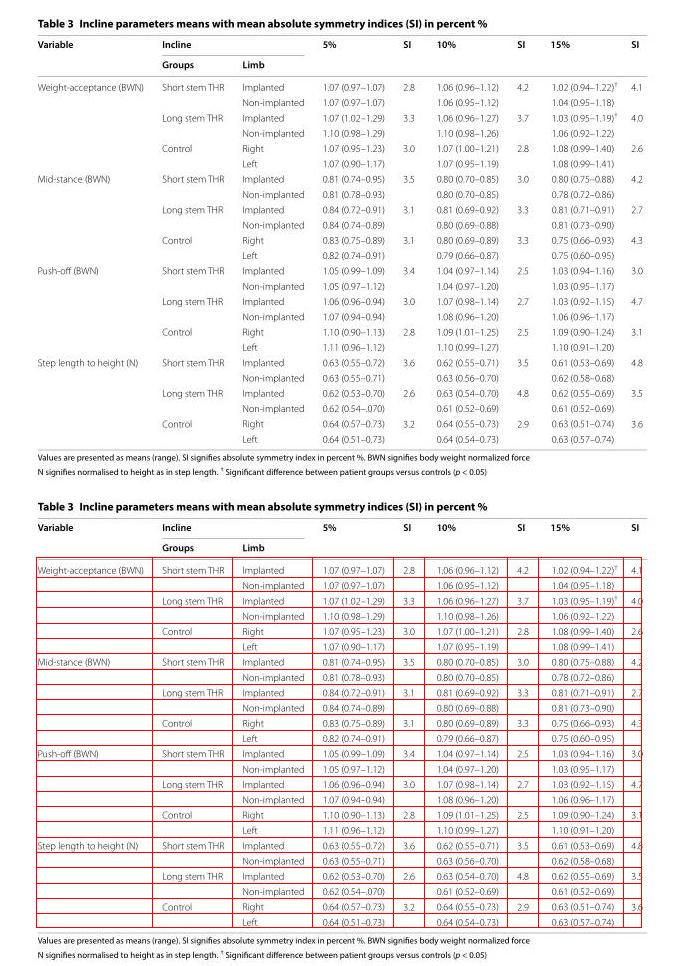 Table 3 Incline parameters means with mean absolute symmetry indices (SI) in percent %
Variable Incline 5% SI 10% SI 15% SI
Groups Limb
Weight-acceptance (BWN) Short stem THR Implanted 1.07 (0.97–1.07) 2.8 1.06 (0.96–1.12) 4.2 1.02 (0.94–1.22)† 4.1
Non-implanted 1.07 (0.97–1.07) 1.06 (0.95–1.12) 1.04 (0.95–1.18)
Long stem THR Implanted 1.07 (1.02–1.29) 3.3 1.06 (0.96–1.27) 3.7 1.03 (0.95–1.19)† 4.0
Non-implanted 1.10 (0.98–1.29) 1.10 (0.98–1.26) 1.06 (0.92–1.22)
Control Right 1.07 (0.95–1.23) 3.0 1.07 (1.00–1.21) 2.8 1.08 (0.99–1.40) 2.6
Left 1.07 (0.90–1.17) 1.07 (0.95–1.19) 1.08 (0.99–1.41)
Mid-stance (BWN) Short stem THR Implanted 0.81 (0.74–0.95) 3.5 0.80 (0.70–0.85) 3.0 0.80 (0.75–0.88) 4.2
Non-implanted 0.81 (0.78–0.93) 0.80 (0.70–0.85) 0.78 (0.72–0.86)
Long stem THR Implanted 0.84 (0.72–0.91) 3.1 0.81 (0.69–0.92) 3.3 0.81 (0.71–0.91) 2.7
Non-implanted 0.84 (0.74–0.89) 0.80 (0.69–0.88) 0.81 (0.73–0.90)
Control Right 0.83 (0.75–0.89) 3.1 0.80 (0.69–0.89) 3.3 0.75 (0.66–0.93) 4.3
Left 0.82 (0.74–0.91) 0.79 (0.66–0.87) 0.75 (0.60–0.95)
Push-off (BWN) Short stem THR Implanted 1.05 (0.99–1.09) 3.4 1.04 (0.97–1.14) 2.5 1.03 (0.94–1.16) 3.0
Non-implanted 1.05 (0.97–1.12) 1.04 (0.97–1.20) 1.03 (0.95–1.17)
Long stem THR Implanted 1.06 (0.96–0.94) 3.0 1.07 (0.98–1.14) 2.7 1.03 (0.92–1.15) 4.7
Non-implanted 1.07 (0.94–0.94) 1.08 (0.96–1.20) 1.06 (0.96–1.17)
Control Right 1.10 (0.90–1.13) 2.8 1.09 (1.01–1.25) 2.5 1.09 (0.90–1.24) 3.1
Left 1.11 (0.96–1.12) 1.10 (0.99–1.27) 1.10 (0.91–1.20)
Step length to height (N) Short stem THR Implanted 0.63 (0.55–0.72) 3.6 0.62 (0.55–0.71) 3.5 0.61 (0.53–0.69) 4.8
Non-implanted 0.63 (0.55–0.71) 0.63 (0.56–0.70) 0.62 (0.58–0.68)
Long stem THR Implanted 0.62 (0.53–0.70) 2.6 0.63 (0.54–0.70) 4.8 0.62 (0.55–0.69) 3.5
Non-implanted 0.62 (0.54–.070) 0.61 (0.52–0.69) 0.61 (0.52–0.69)
Control Right 0.64 (0.57–0.73) 3.2 0.64 (0.55–0.73) 2.9 0.63 (0.51–0.74) 3.6
Left 0.64 (0.51–0.73) 0.64 (0.54–0.73) 0.63 (0.57–0.74)
Values are presented as means (range). SI signifies absolute symmetry index in percent %. BWN signifies body weight normalized force
N signifies normalised to height as in step length. † Significant difference between patient groups versus controls (p < 0.05)
Table 3 Incline parameters means with mean absolute symmetry indices (SI) in percent %
Variable Incline 5% SI 10% SI 15% SI
Groups Limb
Weight-acceptance (BWN) Short stem THR Implanted 1.07 (0.97–1.07) 2.8 1.06 (0.96–1.12) 4.2 1.02 (0.94–1.22)† 4.1
Non-implanted 1.07 (0.97–1.07) 1.06 (0.95–1.12) 1.04 (0.95–1.18)
Long stem THR Implanted 1.07 (1.02–1.29) 3.3 1.06 (0.96–1.27) 3.7 1.03 (0.95–1.19)† 4.0
Non-implanted 1.10 (0.98–1.29) 1.10 (0.98–1.26) 1.06 (0.92–1.22)
Control Right 1.07 (0.95–1.23) 3.0 1.07 (1.00–1.21) 2.8 1.08 (0.99–1.40) 2.6
Left 1.07 (0.90–1.17) 1.07 (0.95–1.19) 1.08 (0.99–1.41)
Mid-stance (BWN) Short stem THR Implanted 0.81 (0.74–0.95) 3.5 0.80 (0.70–0.85) 3.0 0.80 (0.75–0.88) 4.2
Non-implanted 0.81 (0.78–0.93) 0.80 (0.70–0.85) 0.78 (0.72–0.86)
Long stem THR Implanted 0.84 (0.72–0.91) 3.1 0.81 (0.69–0.92) 3.3 0.81 (0.71–0.91) 2.7
Non-implanted 0.84 (0.74–0.89) 0.80 (0.69–0.88) 0.81 (0.73–0.90)
Control Right 0.83 (0.75–0.89) 3.1 0.80 (0.69–0.89) 3.3 0.75 (0.66–0.93) 4.3
Left 0.82 (0.74–0.91) 0.79 (0.66–0.87) 0.75 (0.60–0.95)
Push-off (BWN) Short stem THR Implanted 1.05 (0.99–1.09) 3.4 1.04 (0.97–1.14) 2.5 1.03 (0.94–1.16) 3.0
Non-implanted 1.05 (0.97–1.12) 1.04 (0.97–1.20) 1.03 (0.95–1.17)
Long stem THR Implanted 1.06 (0.96–0.94) 3.0 1.07 (0.98–1.14) 2.7 1.03 (0.92–1.15) 4.7
Non-implanted 1.07 (0.94–0.94) 1.08 (0.96–1.20) 1.06 (0.96–1.17)
Control Right 1.10 (0.90–1.13) 2.8 1.09 (1.01–1.25) 2.5 1.09 (0.90–1.24) 3.1
Left 1.11 (0.96–1.12) 1.10 (0.99–1.27) 1.10 (0.91–1.20)
Step length to height (N) Short stem THR Implanted 0.63 (0.55–0.72) 3.6 0.62 (0.55–0.71) 3.5 0.61 (0.53–0.69) 4.8
Non-implanted 0.63 (0.55–0.71) 0.63 (0.56–0.70) 0.62 (0.58–0.68)
Long stem THR Implanted 0.62 (0.53–0.70) 2.6 0.63 (0.54–0.70) 4.8 0.62 (0.55–0.69) 3.5
Non-implanted 0.62 (0.54–.070) 0.61 (0.52–0.69) 0.61 (0.52–0.69)
Control Right 0.64 (0.57–0.73) 3.2 0.64 (0.55–0.73) 2.9 0.63 (0.51–0.74) 3.6
Left 0.64 (0.51–0.73) 0.64 (0.54–0.73) 0.63 (0.57–0.74)
Values are presented as means (range). SI signifies absolute symmetry index in percent %. BWN signifies body weight normalized force
N signifies normalised to height as in step length. † Significant difference between patient groups versus controls (p < 0.05)